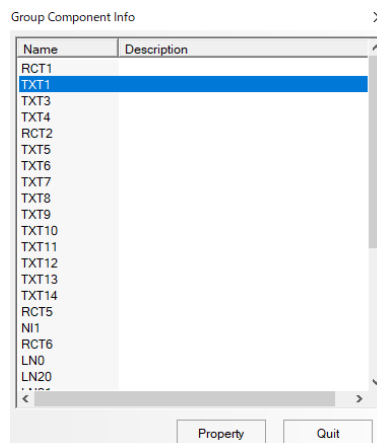 Group Component Info
Name Description
RCT1
TXT1
TXT3
TXT4
RCT2
TXT5
TXT6
TXT7
TXT8
TXT9
TXT10
TXT11
TXT12
TXT13
TXT14
RCT5
NI1
RCT6
LN0
LN20
Property Quit